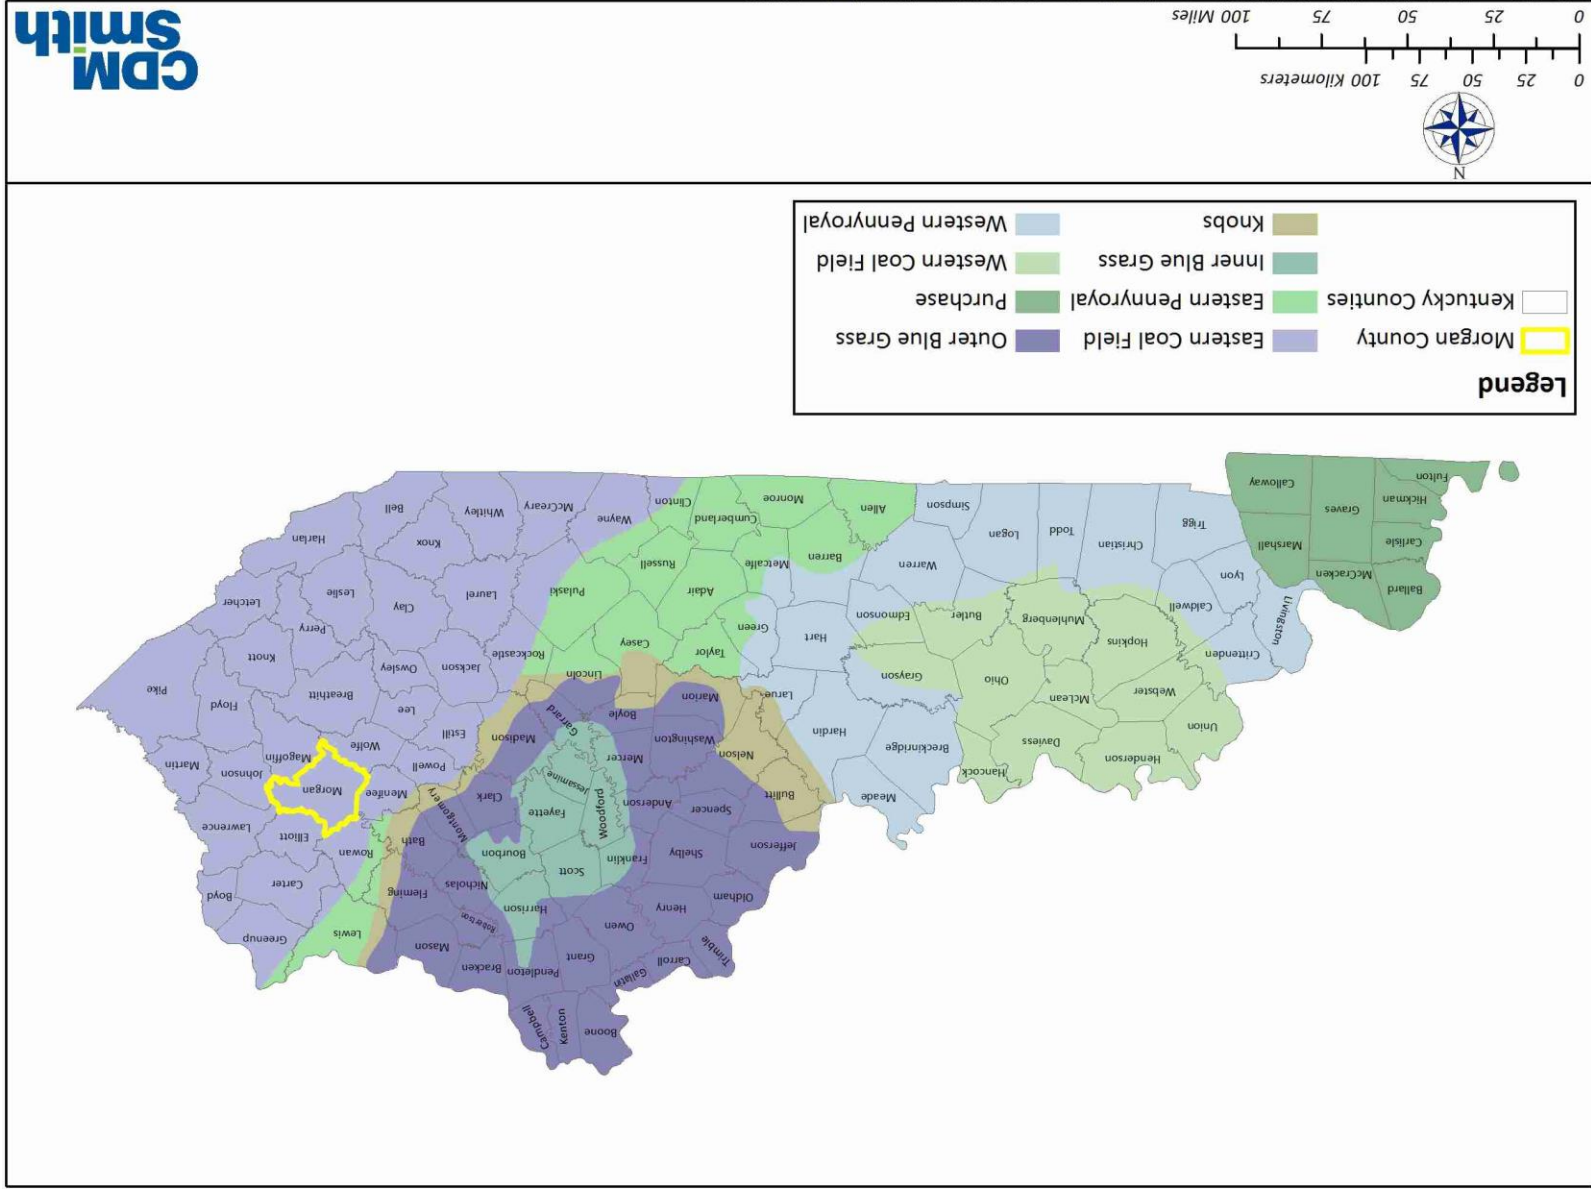 Boone
Kenton
Campbell
Gallatin
Carroll
Trimble
Grant
Pendleton
Bracken
Mason
Owen
Robertson
Lewis
Greenup
Oldham
Henry
Harrison
Nicholas
Fleming
Carter
Boyd
Jefferson
Shelby
Franklin
Scott
Bourbon
Bath
Rowan
Elliott
Lawrence
Spencer
Anderson
Woodford
Fayette
Clark
Montgomery
Menifee
Morgan
Johnson
Martin
Meade
Bullitt
Jessamine
Hancock
Breckinridge
Hardin
Nelson
Washington
Mercer
Garrard
Madison
Estill
Powell
Wolfe
Magoffin
Henderson
Daviess
Union
Webster
McLean
Ohio
Grayson
Larue
Marion
Boyle
Lincoln
Lee
Breathitt
Floyd
Pike
Crittenden
Hopkins
Muhlenberg
Butler
Edmonson
Hart
Green
Taylor
Casey
Rockcastle
Jackson
Owsley
Perry
Knott
Letcher
Livingston
Caldwell
Lyon
Warren
Barren
Metcalfe
Adair
Russell
Pulaski
Laurel
Clay
Leslie
Harlan
Ballard
McCracken
Carlisle
Marshall
Hickman
Graves
Calloway
Fulton
Trigg
Christian
Todd
Logan
Simpson
Allen
Monroe
Cumberland
Clinton
Wayne
McCreary
Whitley
Knox
Bell
Legend
Morgan County
Kentucky Counties
Eastern Coal Field
Eastern Pennyroyal
Inner Blue Grass
Knobs
Outer Blue Grass
Purchase
Western Coal Field
Western Pennyroyal
N
0 25 50 75 100 Kilometers
0 25 50 75 100 Miles
CDM
Smith